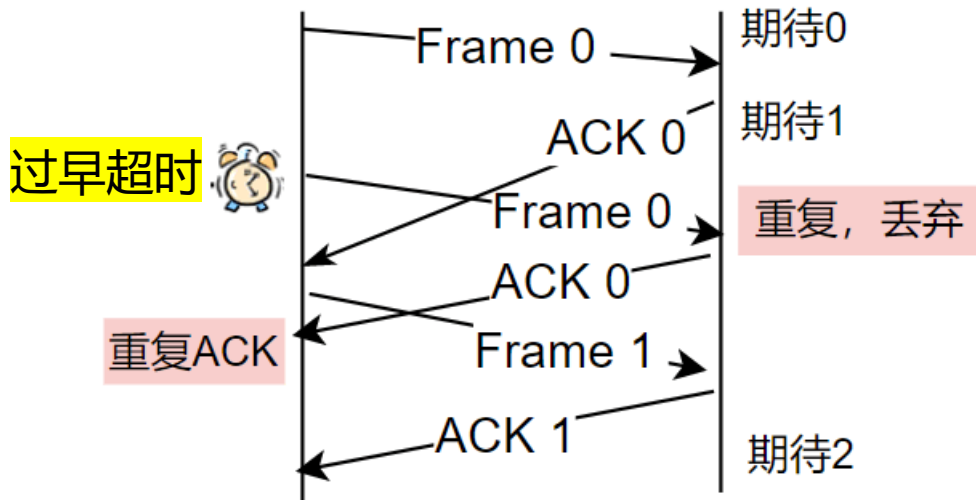 Frame 0
期待0
ACK 0
期待1
过早超时
Frame 0
重复，丢弃
ACK 0
重复ACK
Frame 1
ACK 1
期待2